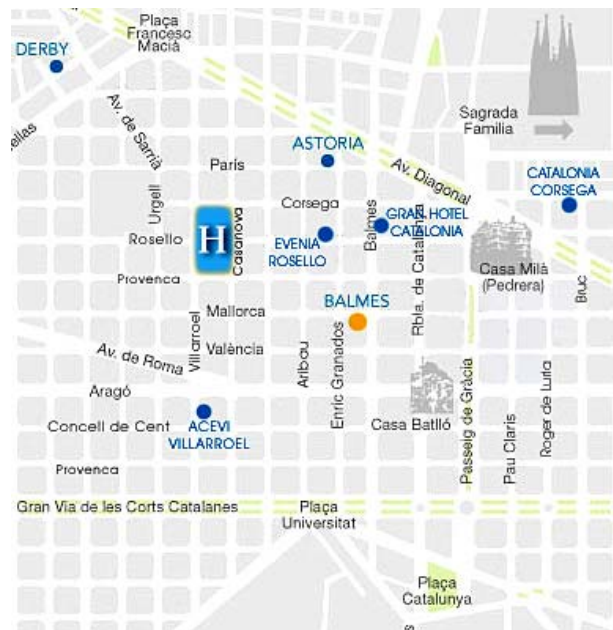 Plaça
Francesc
Macià
DERBY
Av. de Sarrià
ellas
Sagrada
Familia
ASTORIA
Paris
Av. Diagonal
CATALONIA
CORSEGA
Urgell
Corsega
Balmes
GRAN HOTEL
CATALONIA
Rbla. de Catalunya
Rosello
H
Casanova
EVENIA
ROSELLO
Casa Milà
(Pedrera)
Provenca
Bruc
BALMES
Mallorca
Villarroel
València
Av. de Roma
Aribau
Enric Granados
Passeig de Gràcia
Roger de Luria
Aragó
Concell de Cent
ACEVI
VILLARROEL
Casa Batlló
Pau Claris
Provenca
Gran Via de les Corts Catalanes
Plaça
Universitat
Plaça
Catalunya